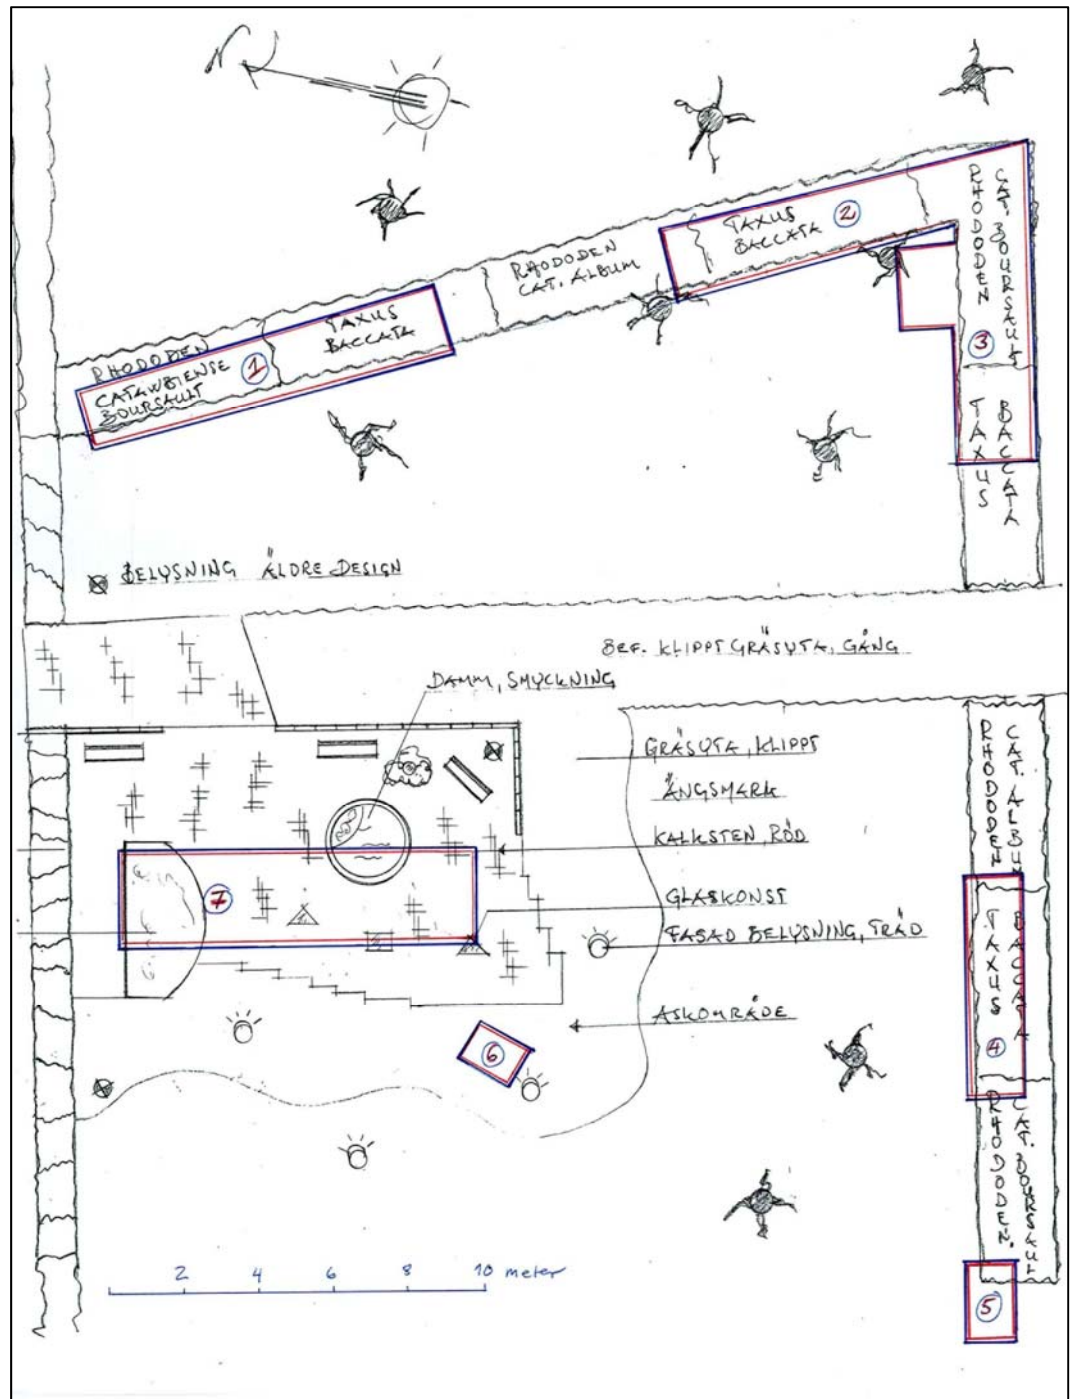 N
RHODODEN
CATAWBIENSE
BOURSAULT
1
TAXUS
BACCATA
RHODODEN
CAT. ALBUM
TAXUS
BACCATA
2
RHODODEN
CAT. BOURSAULT
3
TAXUS
BACCATA
BELYSNING ÄLDRE DESIGN
BEF. KLIPPT GRÄSYTA, GÅNG
DAMM, SMYCKNING
GRÄSYTA, KLIPPT
ÄNGSMARK
KALKSTEN, RÖD
GLASKONST
FASAD BELYSNING, TRÄD
ASKOMRÅDE
RHODODEN
CAT. ALBUM
TAXUS
BACCATA
4
RHODODEN.
CAT. BOURSAULT
5
6
7
2 4 6 8 10 meter